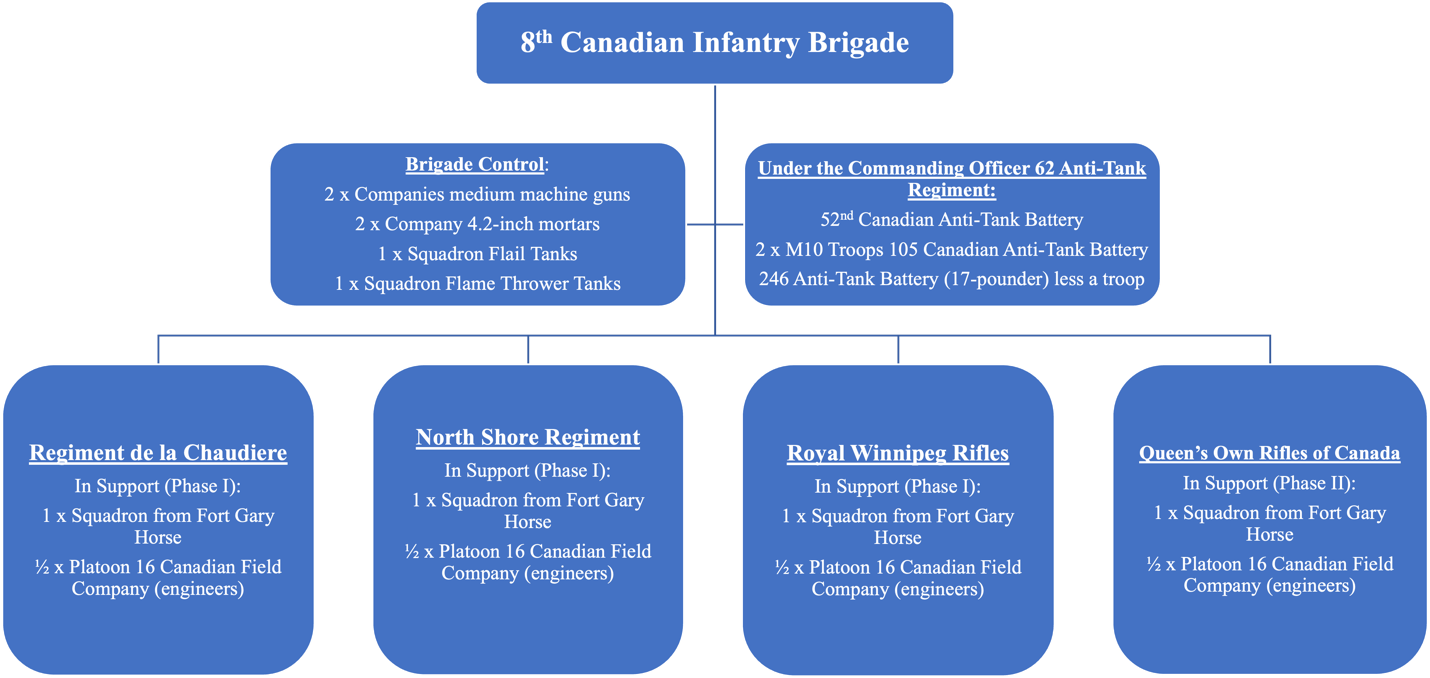 8th Canadian Infantry Brigade
Brigade Control:
2 x Companies medium machine guns
2 x Company 4.2-inch mortars
1 x Squadron Flail Tanks
1 x Squadron Flame Thrower Tanks
Under the Commanding Officer 62 Anti-Tank
Regiment:
52nd Canadian Anti-Tank Battery
2 x M10 Troops 105 Canadian Anti-Tank Battery
246 Anti-Tank Battery (17-pounder) less a troop
Regiment de la Chaudiere
In Support (Phase I):
1 x Squadron from Fort Gary
Horse
½ x Platoon 16 Canadian Field
Company (engineers)
North Shore Regiment
In Support (Phase I):
1 x Squadron from Fort Gary
Horse
½ x Platoon 16 Canadian Field
Company (engineers)
Royal Winnipeg Rifles
In Support (Phase I):
1 x Squadron from Fort Gary
Horse
½ x Platoon 16 Canadian Field
Company (engineers)
Queen's Own Rifles of Canada
In Support (Phase II):
1 x Squadron from Fort Gary
Horse
½ x Platoon 16 Canadian Field
Company (engineers)